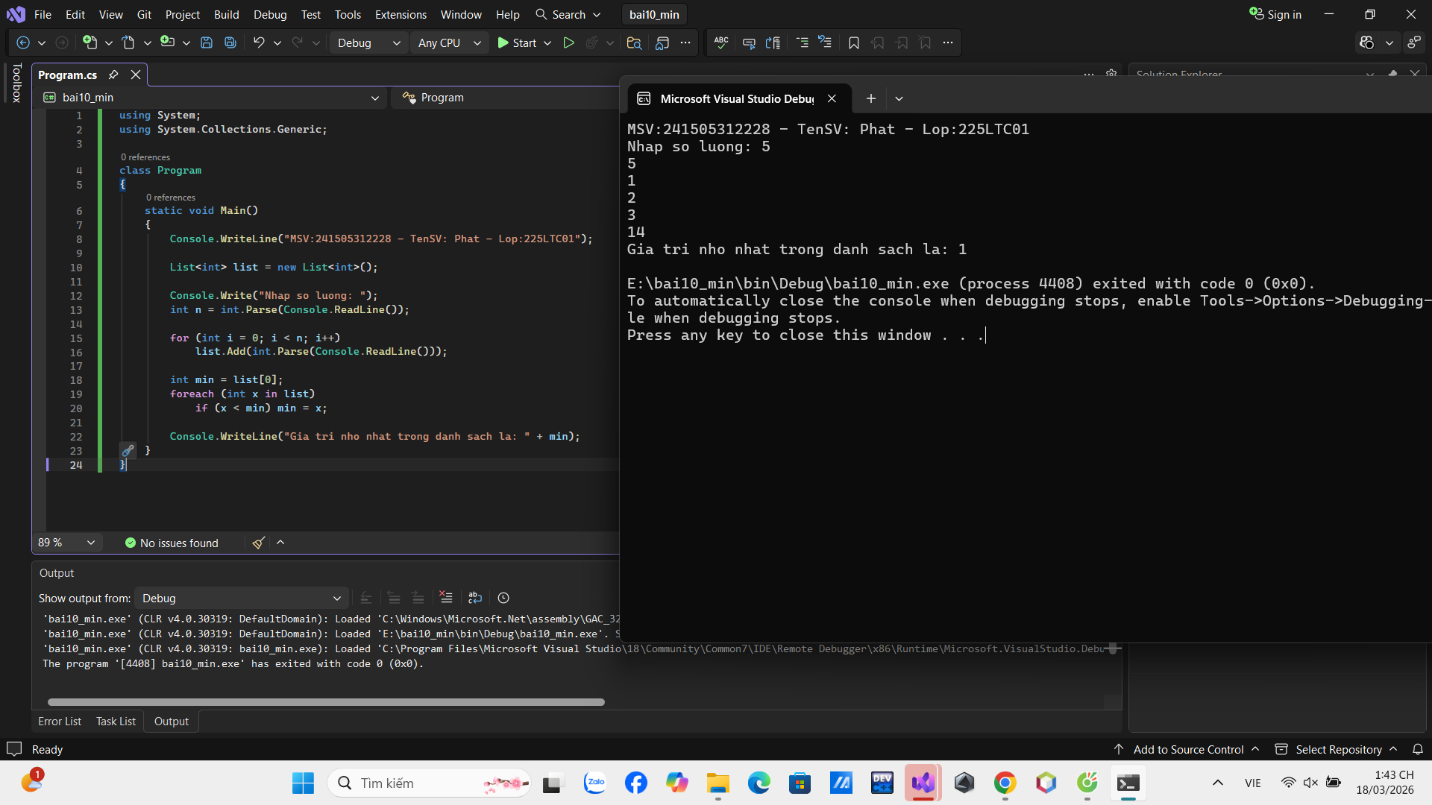 File Edit View Git Project Build Debug Test Tools Extensions Window Help Search bai10_min Sign in
Debug Any CPU Start
Toolbox
Program.cs
Solution Explorer
bai10_min Program
1 using System;
2 using System.Collections.Generic;
3
0 references
4 class Program
5 {
0 references
6 static void Main()
7 {
8 Console.WriteLine("MSV:241505312228 - TenSV: Phat - Lop:225LTC01");
9
10 List<int> list = new List<int>();
11
12 Console.Write("Nhap so luong: ");
13 int n = int.Parse(Console.ReadLine());
14
15 for (int i = 0; i < n; i++)
16 list.Add(int.Parse(Console.ReadLine()));
17
18 int min = list[0];
19 foreach (int x in list)
20 if (x < min) min = x;
21
22 Console.WriteLine("Gia tri nho nhat trong danh sach la: " + min);
23 }
24 }
89 % No issues found
Microsoft Visual Studio Debug
MSV:241505312228 - TenSV: Phat - Lop:225LTC01
Nhap so luong: 5
5
1
2
3
14
Gia tri nho nhat trong danh sach la: 1
E:\bai10_min\bin\Debug\bai10_min.exe (process 4408) exited with code 0 (0x0).
To automatically close the console when debugging stops, enable Tools->Options->Debugging-
le when debugging stops.
Press any key to close this window . . .
Output
Show output from: Debug
'bai10_min.exe' (CLR v4.0.30319: DefaultDomain): Loaded 'C:\Windows\Microsoft.Net\assembly\GAC_32
'bai10_min.exe' (CLR v4.0.30319: DefaultDomain): Loaded 'E:\bai10_min\bin\Debug\bai10_min.exe'. S
'bai10_min.exe' (CLR v4.0.30319: bai10_min.exe): Loaded 'C:\Program Files\Microsoft Visual Studio\18\Community\Common7\IDE\Remote Debugger\x86\Runtime\Microsoft.VisualStudio.Debu
The program '[4408] bai10_min.exe' has exited with code 0 (0x0).
Error List Task List Output
Ready Add to Source Control Select Repository
1 Tìm kiếm Zalo DEV VIE 1:43 CH
18/03/2026